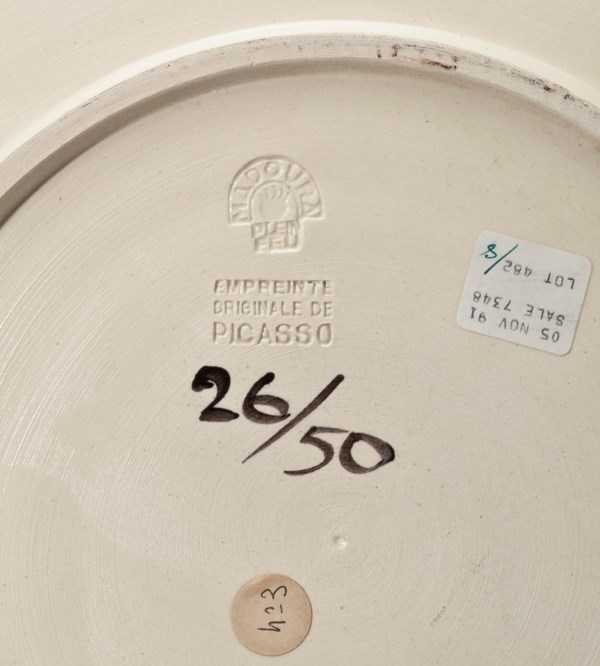 MADOURA
PLEIN
FEU
EMPREINTE
ORIGINALE DE
PICASSO
26/50
05 NOV 91
SALE 7348
LOT 482